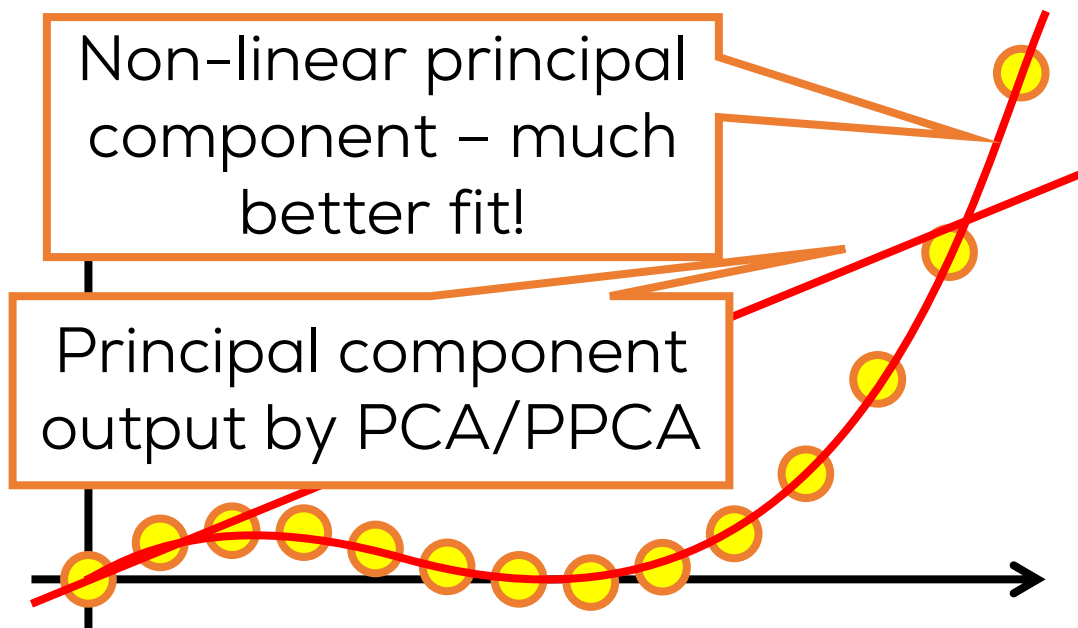 Non-linear principal
component – much
better fit!
Principal component
output by PCA/PPCA